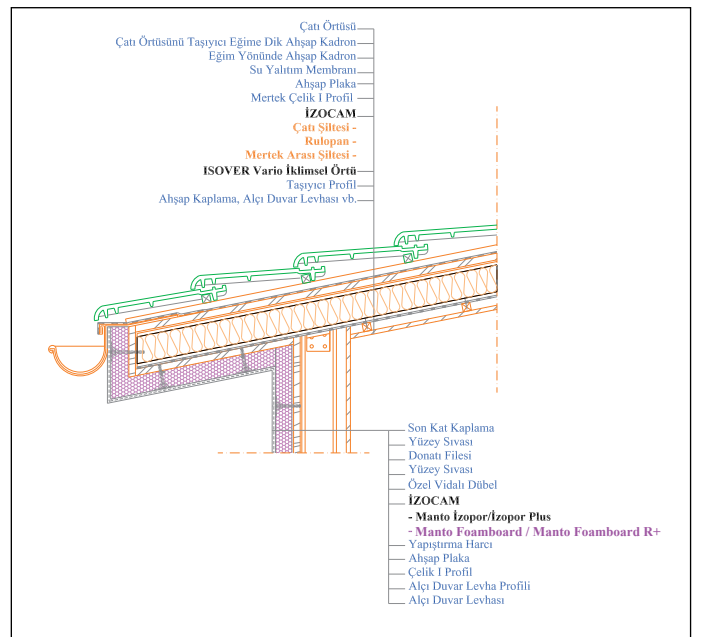 Çatı Örtüsü
Çatı Örtüsünü Taşıyıcı Eğime Dik Ahşap Kadron
Eğim Yönünde Ahşap Kadron
Su Yalıtım Membranı
Ahşap Plaka
Mertek Çelik I Profil
İZOCAM
Çatı Şiltesi -
Rulopan -
Mertek Arası Şiltesi -
ISOVER Vario İklimsel Örtü
Taşıyıcı Profil
Ahşap Kaplama, Alçı Duvar Levhası vb.
Son Kat Kaplama
Yüzey Sıvası
Donatı Filesi
Yüzey Sıvası
Özel Vidalı Dübel
İZOCAM
- Manto İzopor/İzopor Plus
- Manto Foamboard / Manto Foamboard R+
Yapıştırma Harcı
Ahşap Plaka
Çelik I Profil
Alçı Duvar Levha Profili
Alçı Duvar Levhası